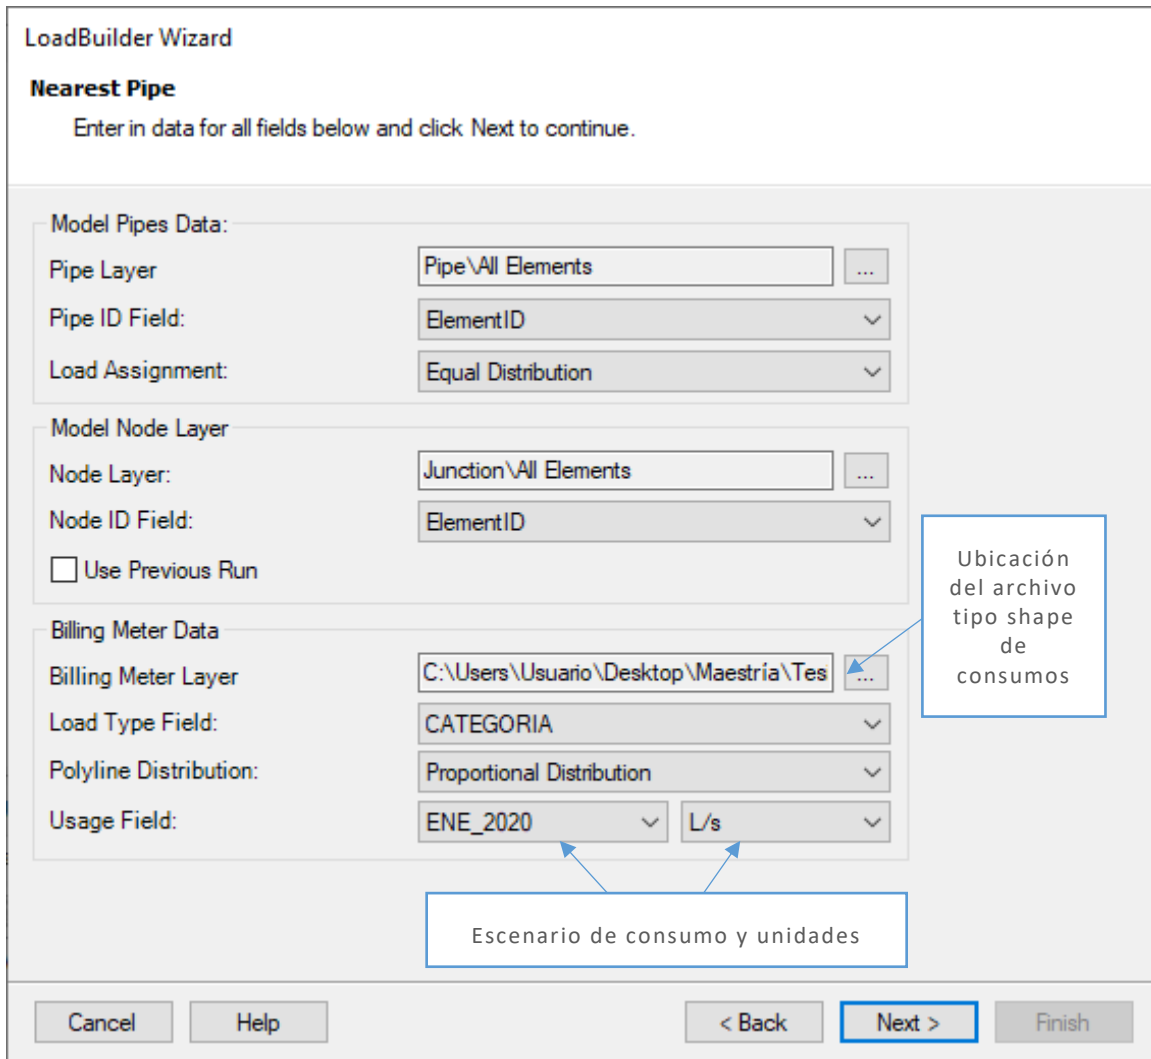 LoadBuilder Wizard
Nearest Pipe
Enter in data for all fields below and click Next to continue.
Model Pipes Data:
Pipe Layer Pipe\All Elements ...
Pipe ID Field: ElementID
Load Assignment: Equal Distribution
Model Node Layer
Node Layer: Junction\All Elements ...
Node ID Field: ElementID
Use Previous Run
Ubicación
del archivo
tipo shape
de
consumos
Billing Meter Data
Billing Meter Layer C:\Users\Usuario\Desktop\Maestría\Tes ...
Load Type Field: CATEGORIA
Polyline Distribution: Proportional Distribution
Usage Field: ENE_2020 L/s
Escenario de consumo y unidades
Cancel Help < Back Next > Finish